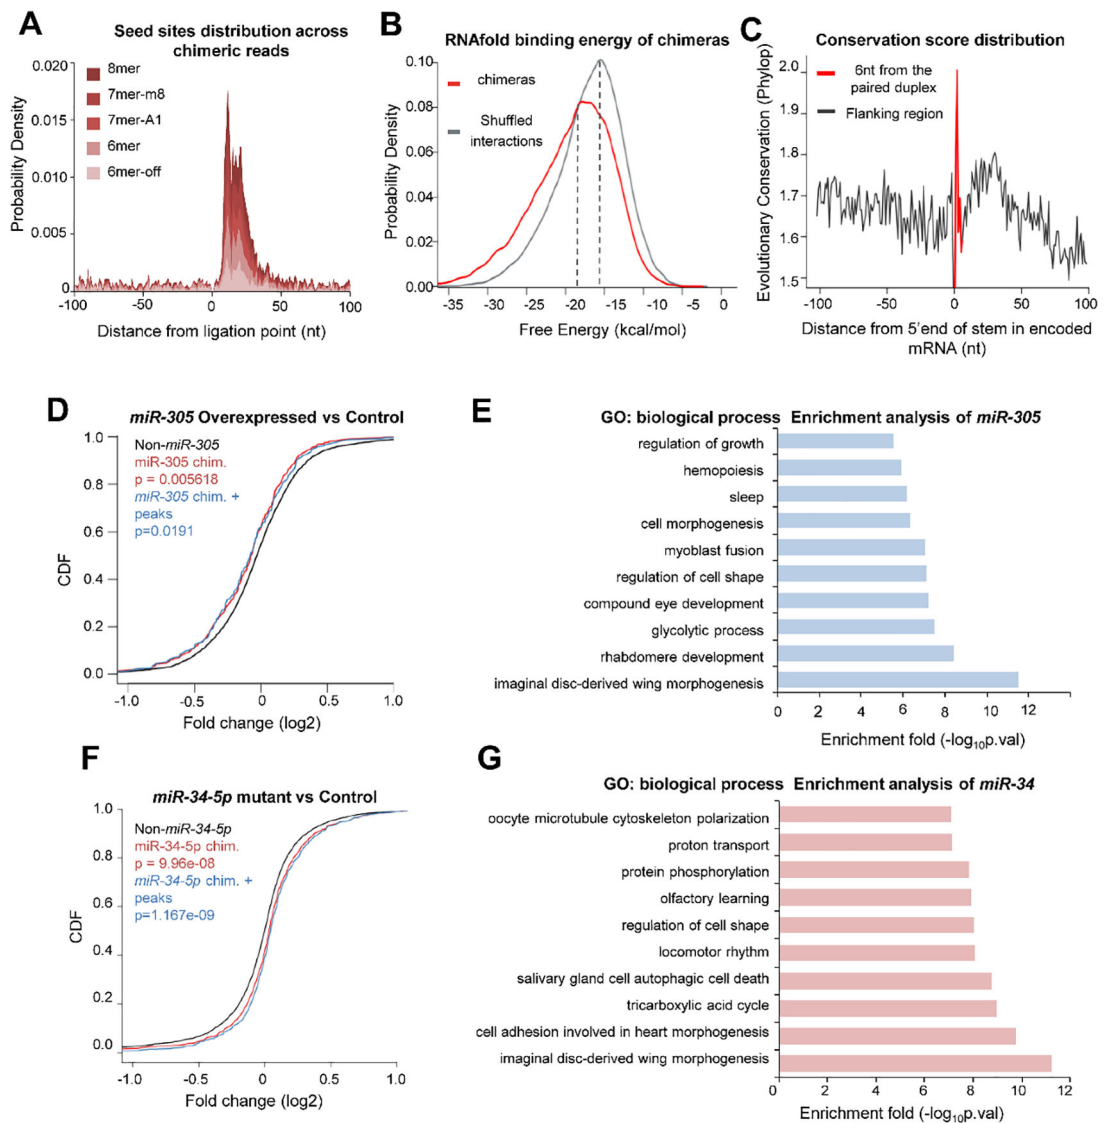 A
Seed sites distribution across
chimeric reads
0.020
0.015
0.010
0.005
0
Probability Density
8mer
7mer-m8
7mer-A1
6mer
6mer-off
-100
-50
0
50
100
Distance from ligation point (nt)
B
RNAfold binding energy of chimeras
0.10
0.08
0.06
0.04
0.02
0.00
Probability Density
chimeras
Shuffled
interactions
-35
-30
-25
-20
-15
-10
-5
0
Free Energy (kcal/mol)
C
Conservation score distribution
2.0
1.9
1.8
1.7
1.6
1.5
Evolutionary Conservation (Phylop)
6nt from the
paired duplex
Flanking region
-100
-50
0
50
100
Distance from 5'end of stem in encoded
mRNA (nt)
D
miR-305 Overexpressed vs Control
1.0
0.8
0.6
0.4
0.2
0.0
CDF
Non-miR-305
miR-305 chim.
p = 0.005618
miR-305 chim. +
peaks
p=0.0191
-1.0
-0.5
0
0.5
1.0
Fold change (log2)
E
GO: biological process Enrichment analysis of miR-305
regulation of growth
hemopoiesis
sleep
cell morphogenesis
myoblast fusion
regulation of cell shape
compound eye development
glycolytic process
rhabdomere development
imaginal disc-derived wing morphogenesis
0
2
4
6
8
10
12
Enrichment fold (-log10p.val)
F
miR-34-5p mutant vs Control
1.0
0.8
0.6
0.4
0.2
0.0
CDF
Non-miR-34-5p
miR-34-5p chim.
p = 9.96e-08
miR-34-5p chim. +
peaks
p=1.167e-09
-1.0
-0.5
0
0.5
1.0
Fold change (log2)
G
GO: biological process Enrichment analysis of miR-34
oocyte microtubule cytoskeleton polarization
proton transport
protein phosphorylation
olfactory learning
regulation of cell shape
locomotor rhythm
salivary gland cell autophagic cell death
tricarboxylic acid cycle
cell adhesion involved in heart morphogenesis
imaginal disc-derived wing morphogenesis
0
2
4
6
8
10
12
Enrichment fold (-log10p.val)